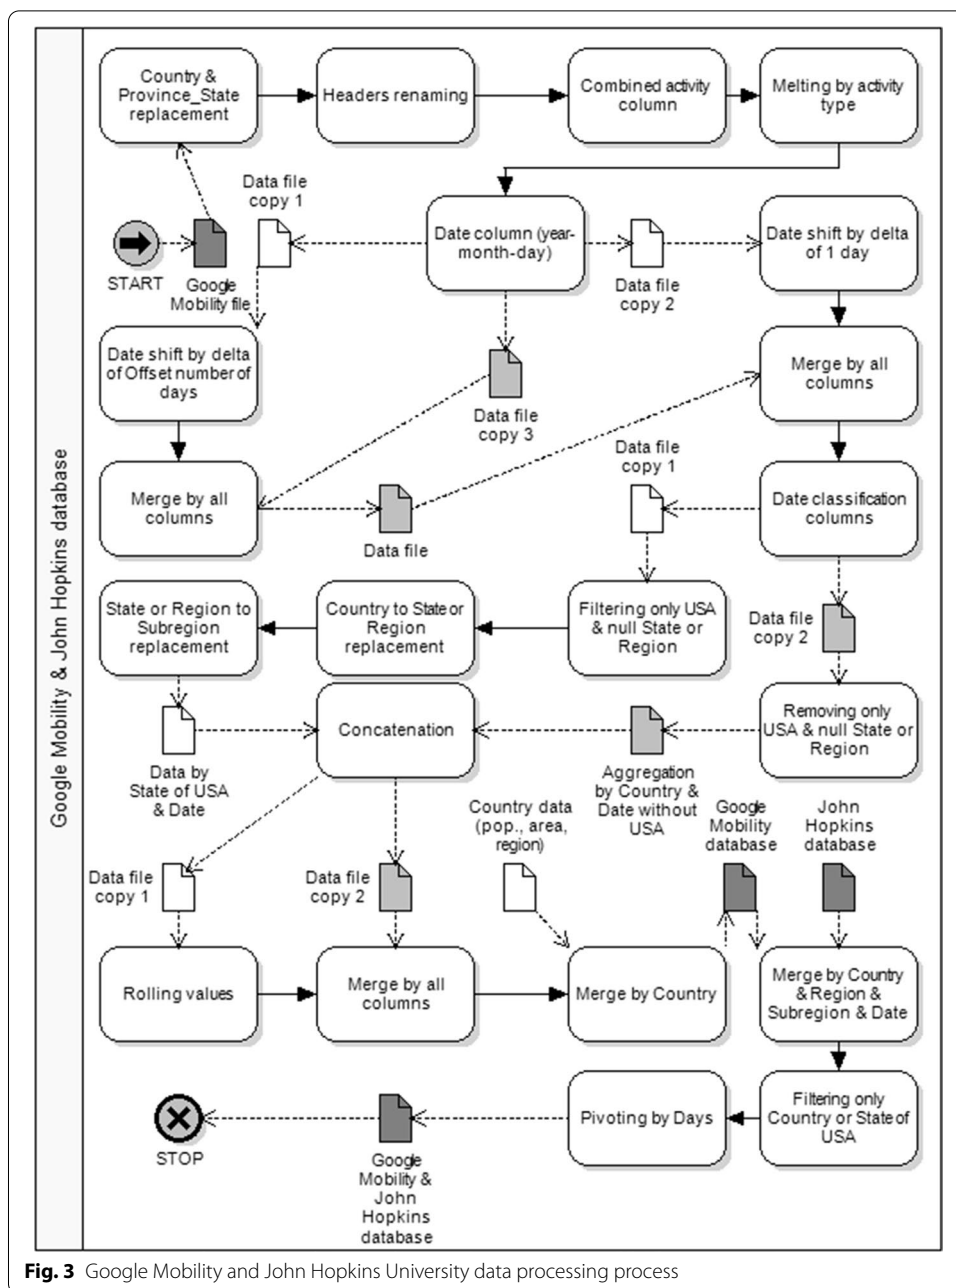 Google Mobility & John Hopkins database
Country &
Province_State
replacement
Headers renaming
Combined activity
column
Melting by activity
type
Data file
copy 1
START
Google
Mobility file
Date column (year-
month-day)
Data file
copy 2
Date shift by delta
of 1 day
Date shift by delta
of Offset number of
days
Data file
copy 3
Merge by all
columns
Merge by all
columns
Data file
Data file
copy 1
Date classification
columns
State or Region to
Subregion
replacement
Country to State or
Region
replacement
Filtering only USA
& null State or
Region
Data file
copy 2
Data by
State of USA
& Date
Concatenation
Aggregation
by Country &
Date without
USA
Removing only
USA & null State or
Region
Data file
copy 1
Data file
copy 2
Country data
(pop., area,
region)
Google
Mobility
database
John
Hopkins
database
Rolling values
Merge by all
columns
Merge by Country
Merge by Country
& Region &
Subregion & Date
STOP
Google
Mobility &
John
Hopkins
database
Pivoting by Days
Filtering only
Country or State of
USA
Fig. 3 Google Mobility and John Hopkins University data processing process